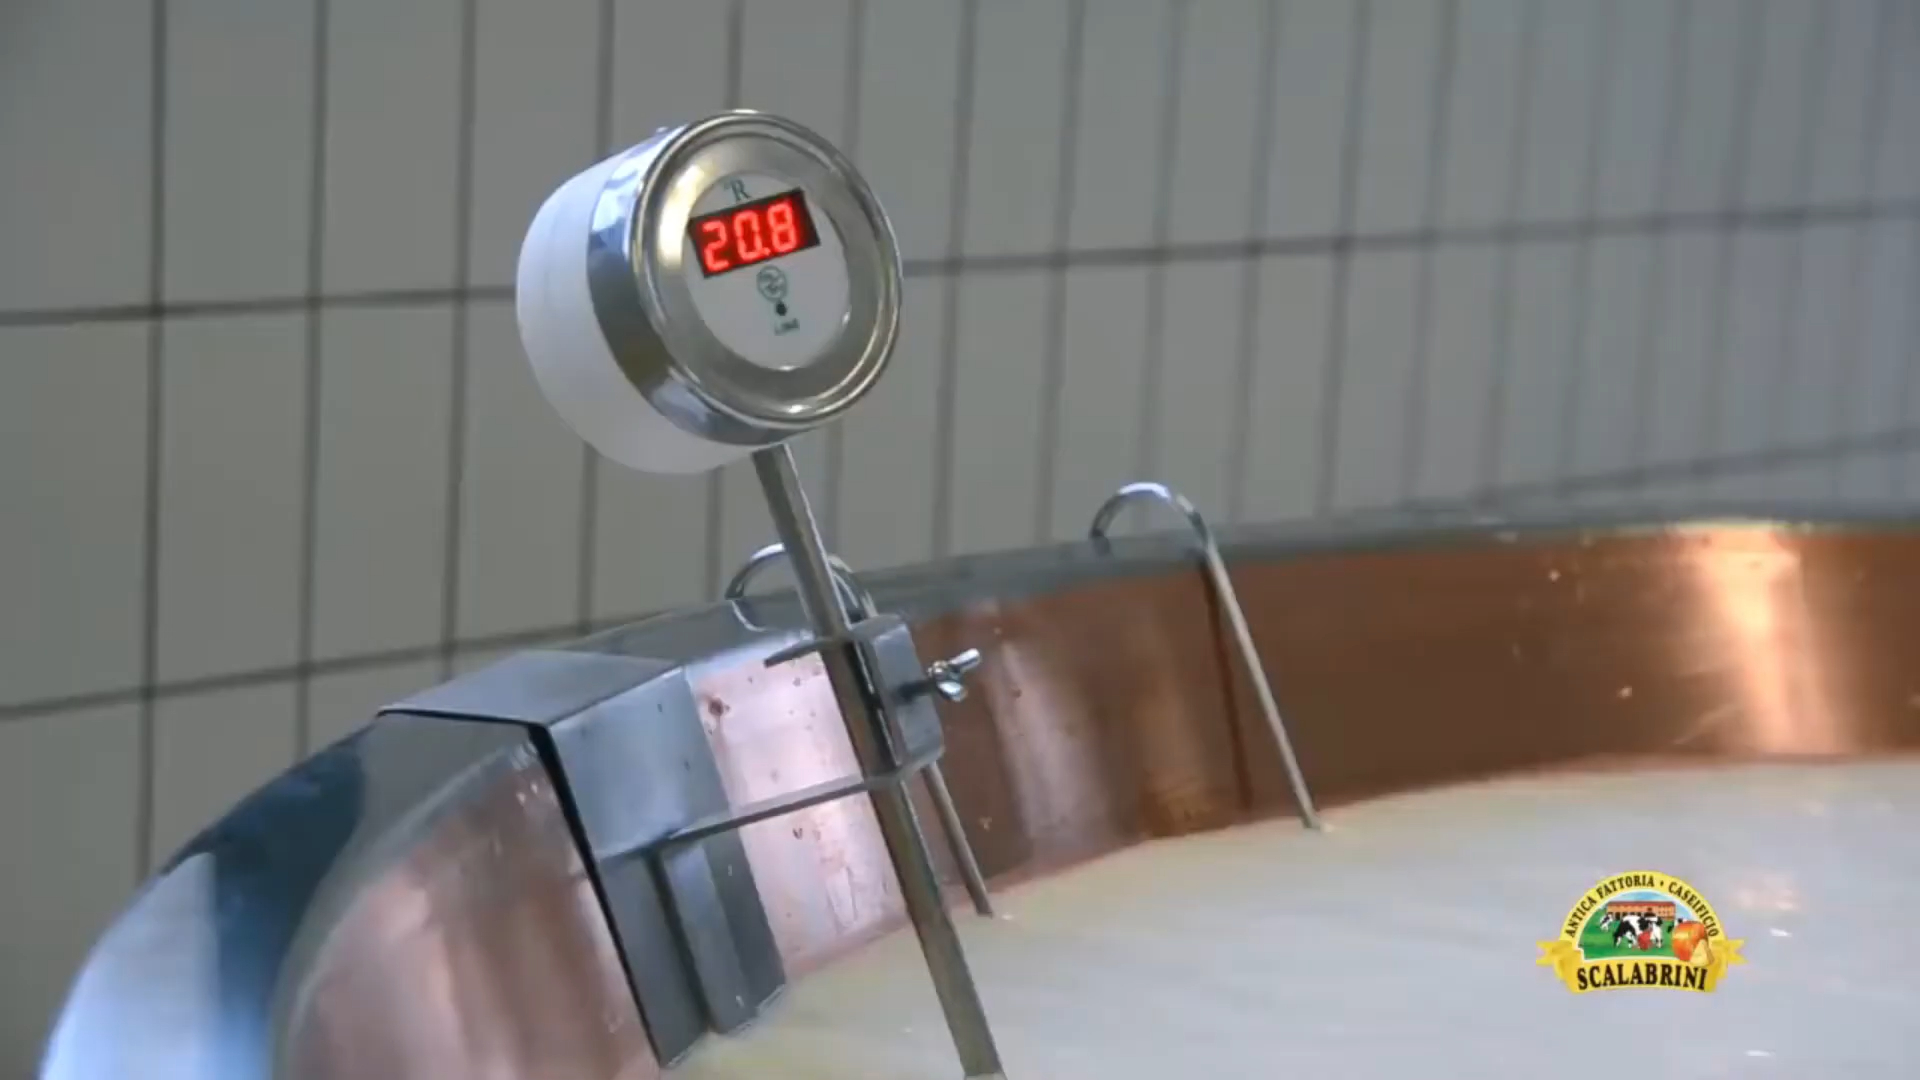 °R
20.8
ANTICA FATTORIA • CASEIFICIO
SCALABRINI